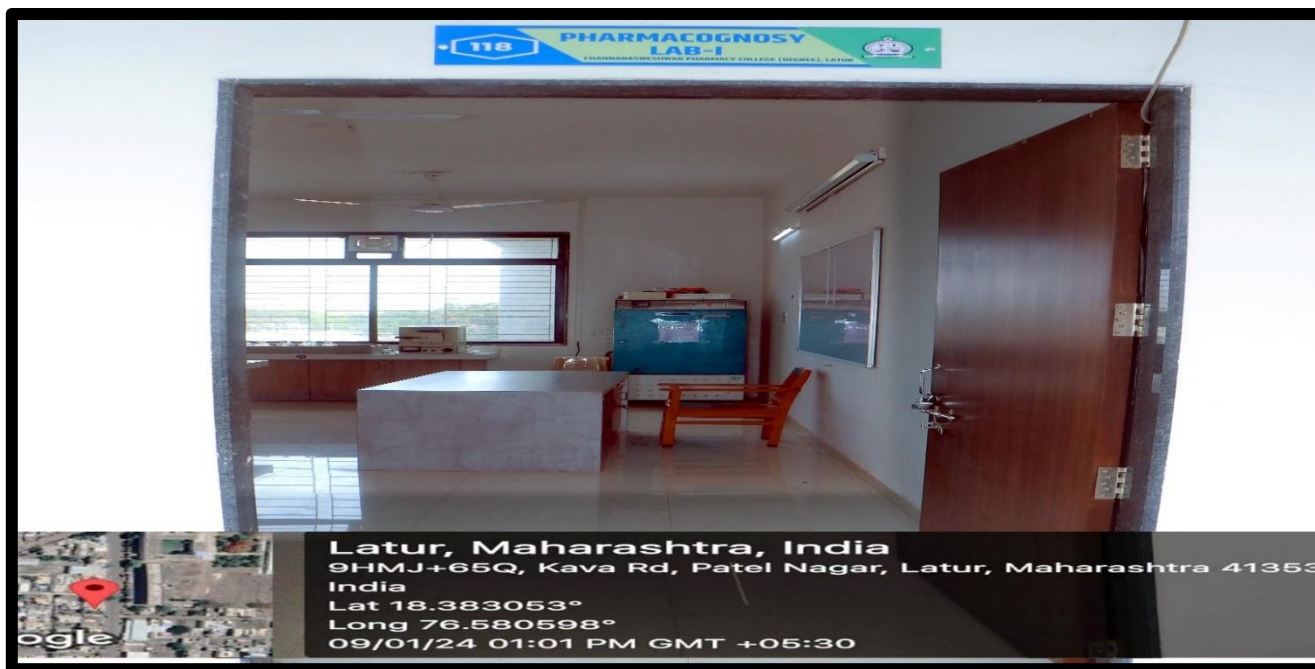 118
PHARMACOGNOSY
LAB-I
CHANNABASWESHWAR PHARMACY COLLEGE (DEGREE), LATUR
Latur, Maharashtra, India
9HMJ+65Q, Kava Rd, Patel Nagar, Latur, Maharashtra 41353
India
Lat 18.383053°
Long 76.580598°
09/01/24 01:01 PM GMT +05:30
ogle